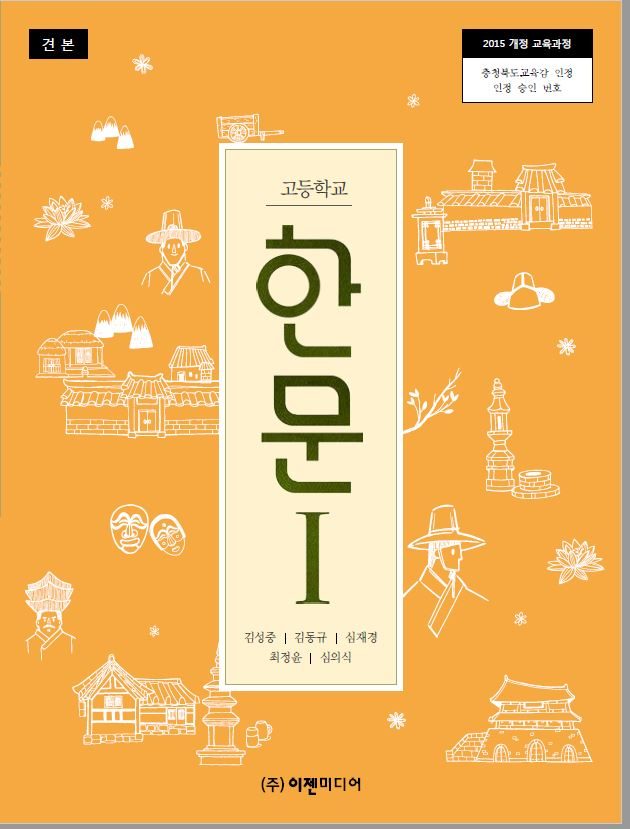 견 본
2015 개정 교육과정
충청북도교육감 인정
인정 승인 번호
고등학교
한문
I
김성중 | 김동규 | 심재경
최정윤 | 심의식
(주) 이젠미디어